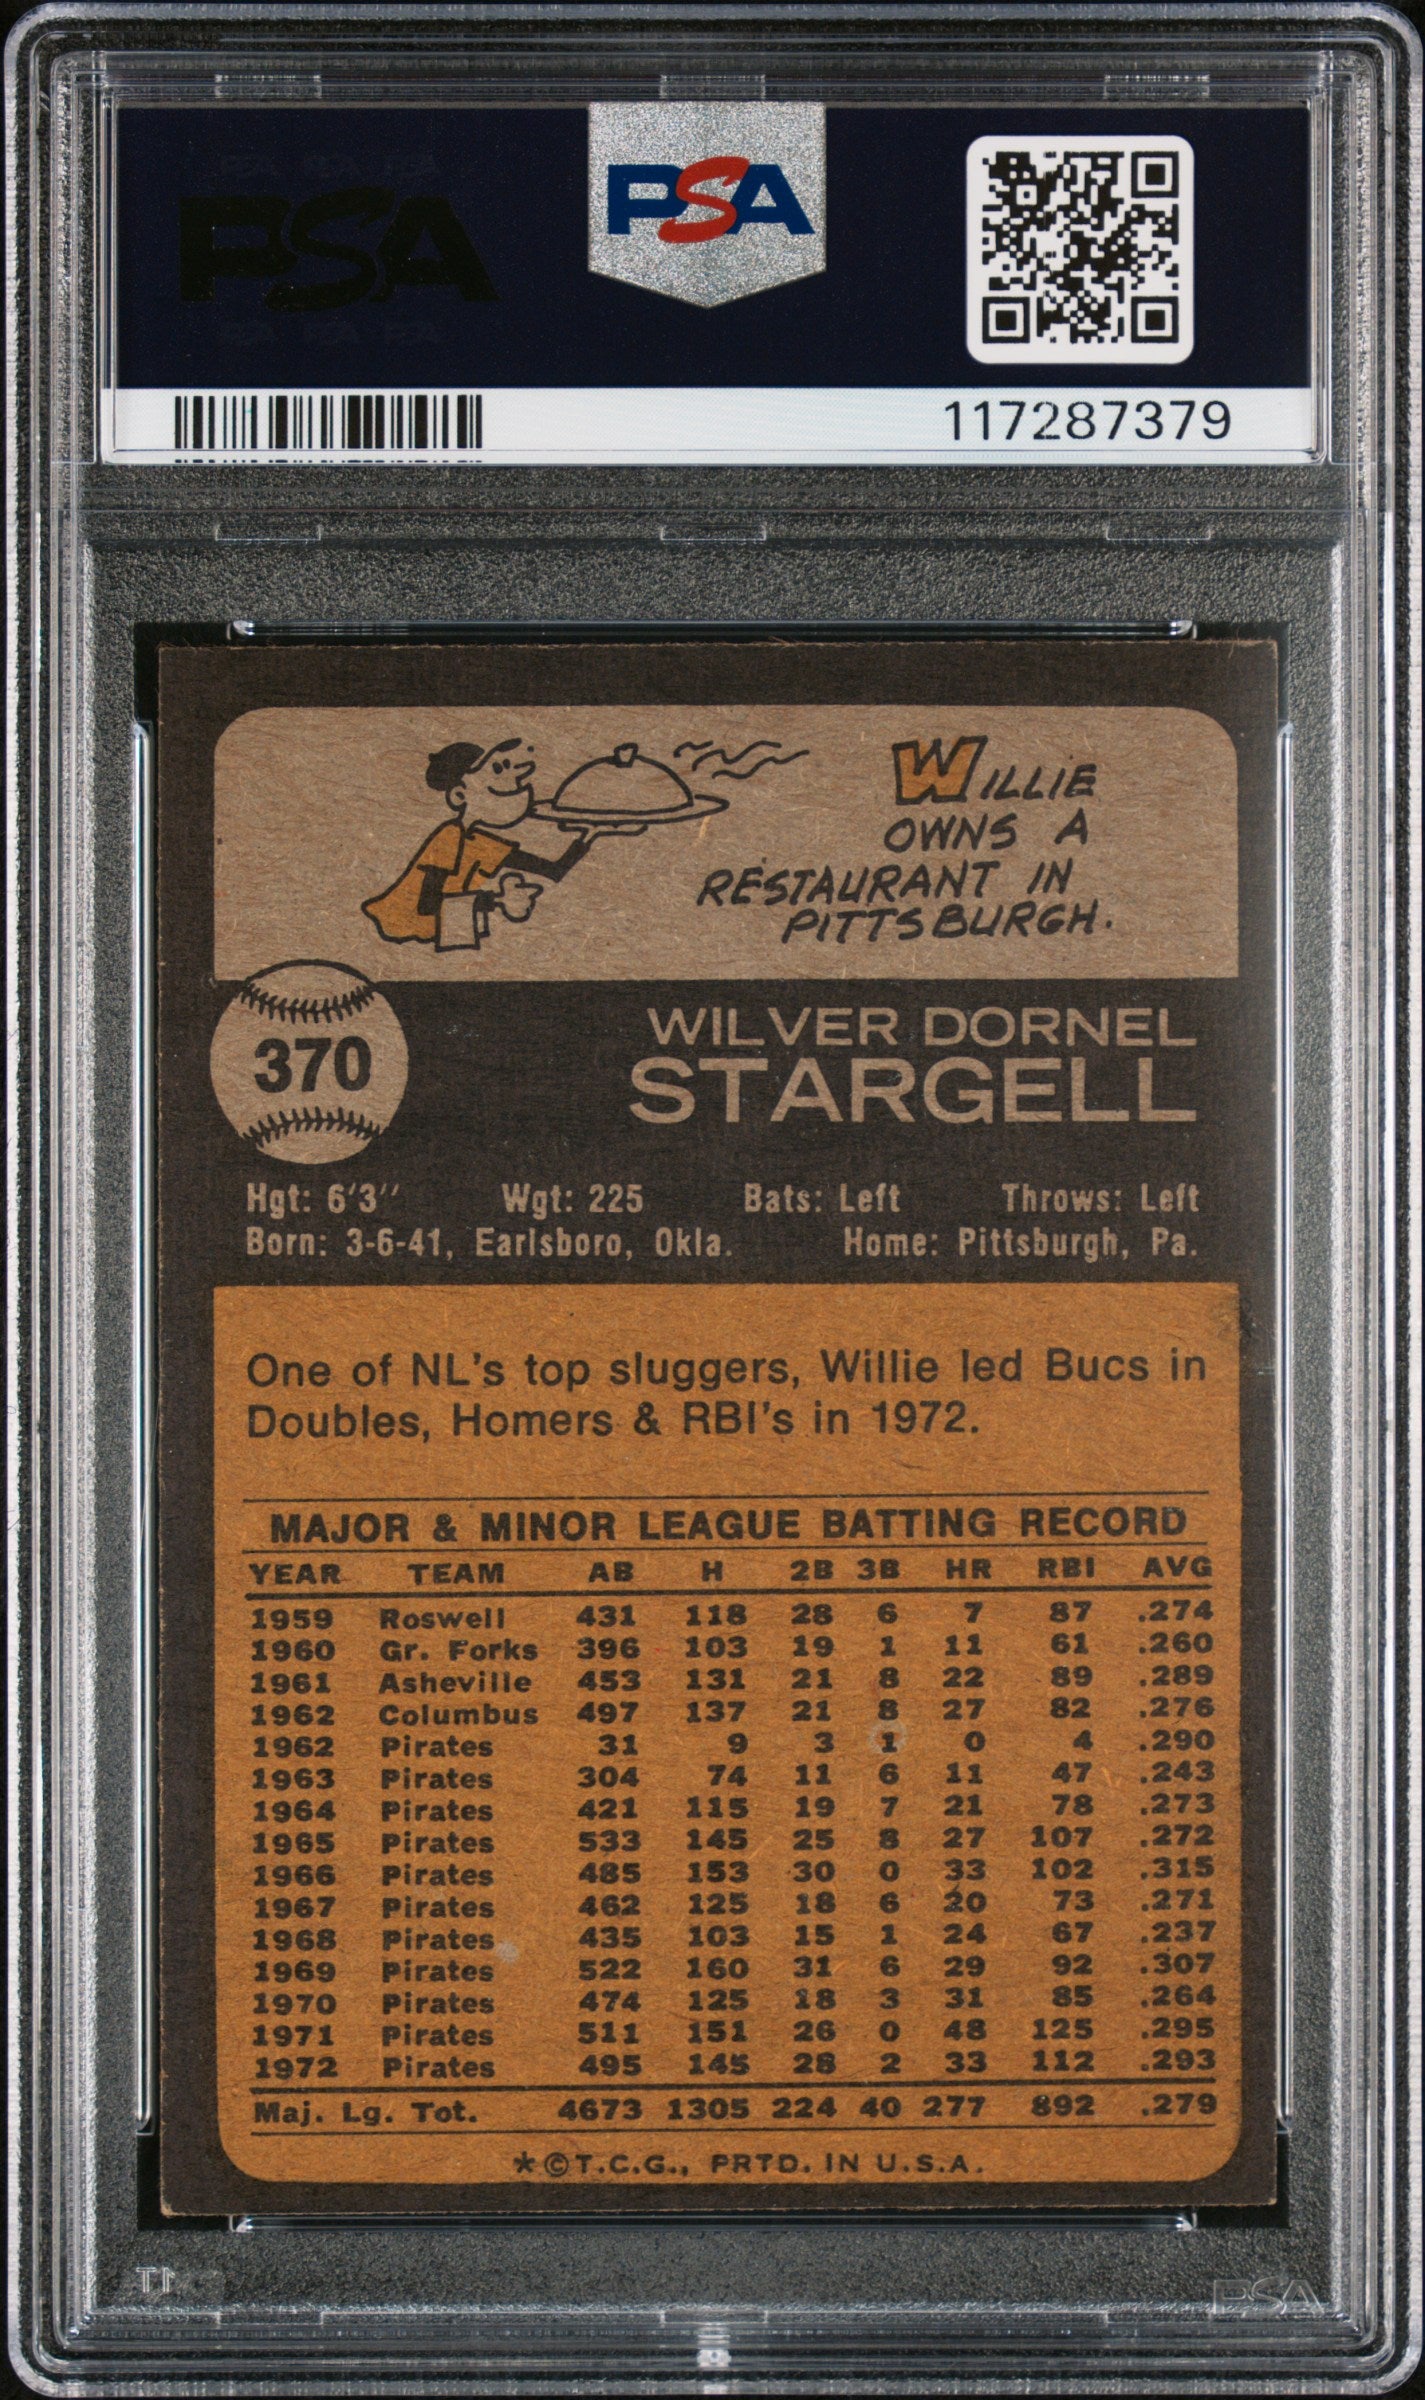 PSA
PSA
117287379
WILLIE
OWNS A
RESTAURANT IN
PITTSBURGH.
370
WILVER DORNEL
STARGELL
Hgt: 6'3'' Wgt: 225 Bats: Left Throws: Left
Born: 3-6-41, Earlsboro, Okla. Home: Pittsburgh, Pa.
One of NL's top sluggers, Willie led Bucs in
Doubles, Homers & RBI's in 1972.
MAJOR & MINOR LEAGUE BATTING RECORD
YEAR TEAM AB H 2B 3B HR RBI AVG
1959 Roswell 431 118 28 6 7 87 .274
1960 Gr. Forks 396 103 19 1 11 61 .260
1961 Asheville 453 131 21 8 22 89 .289
1962 Columbus 497 137 21 8 27 82 .276
1962 Pirates 31 9 3 1 0 4 .290
1963 Pirates 304 74 11 6 11 47 .243
1964 Pirates 421 115 19 7 21 78 .273
1965 Pirates 533 145 25 8 27 107 .272
1966 Pirates 485 153 30 0 33 102 .315
1967 Pirates 462 125 18 6 20 73 .271
1968 Pirates 435 103 15 1 24 67 .237
1969 Pirates 522 160 31 6 29 92 .307
1970 Pirates 474 125 18 3 31 85 .264
1971 Pirates 511 151 26 0 48 125 .295
1972 Pirates 495 145 28 2 33 112 .293
Maj. Lg. Tot. 4673 1305 224 40 277 892 .279
*©T.C.G., PRTD. IN U.S.A.
PSA